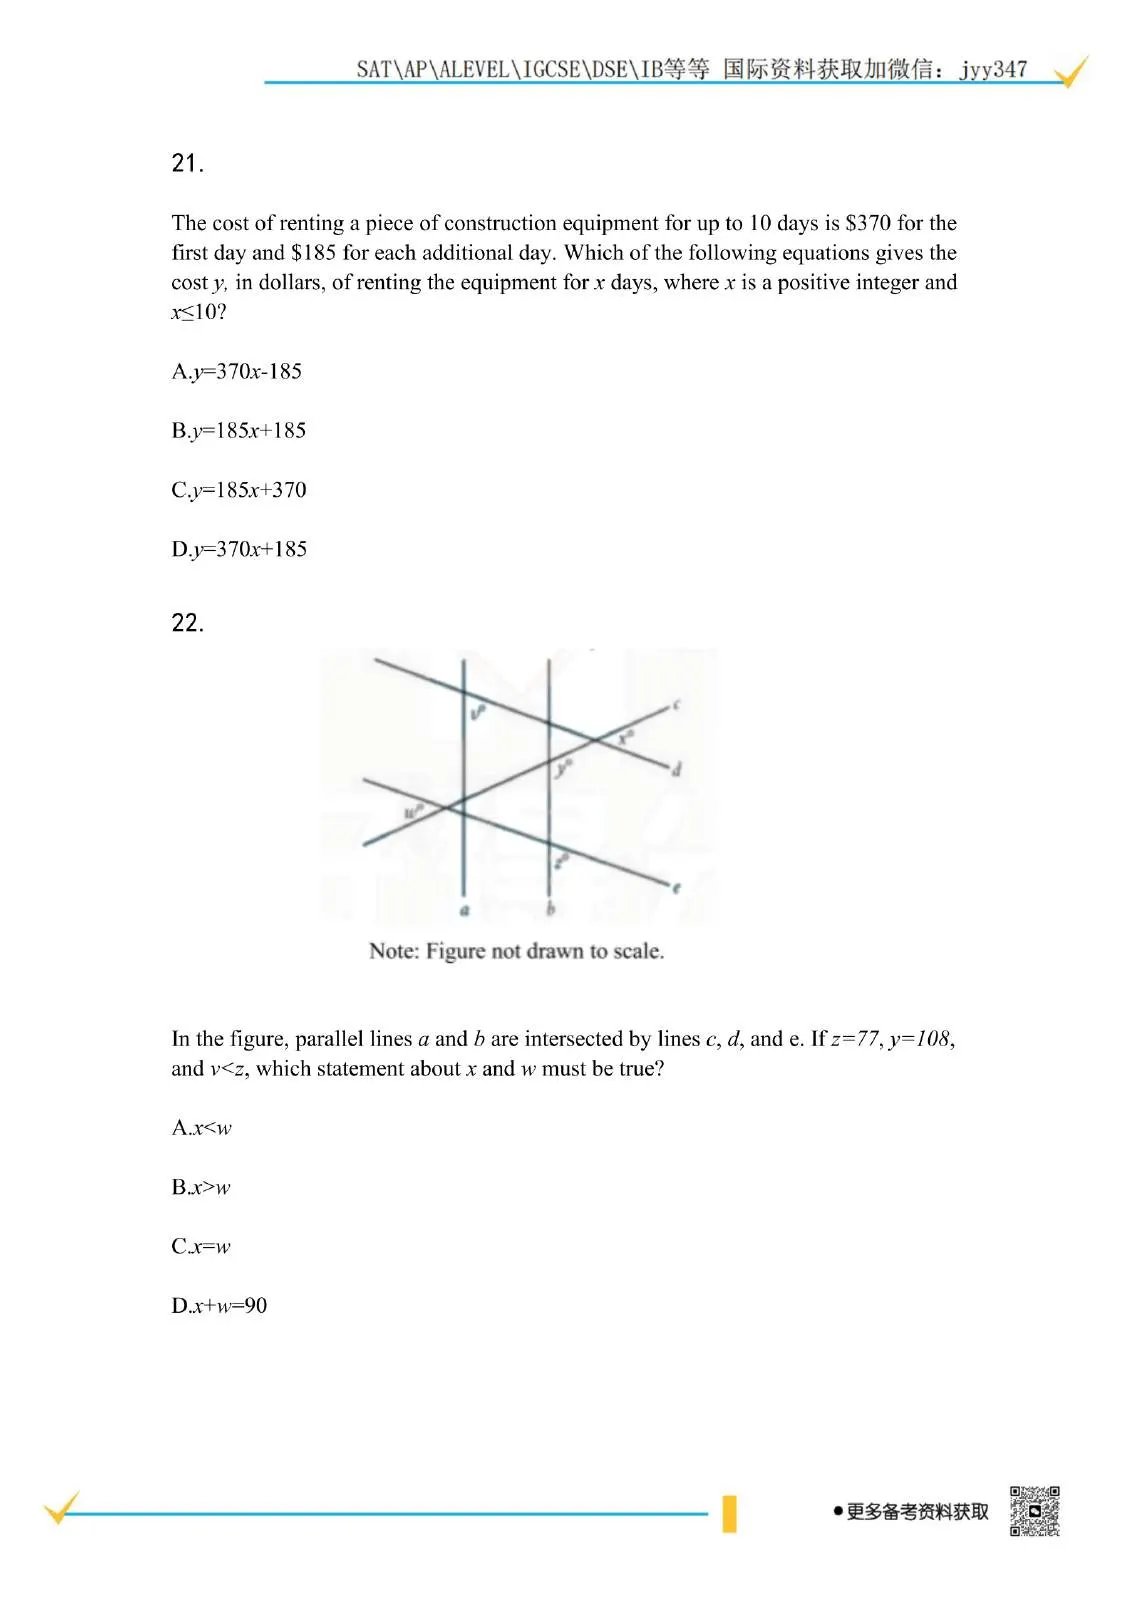 SAT\AP\ALEVEL\IGCSE\DSE\IB等等 国际资料获取加微信：jyy347
21.
The cost of renting a piece of construction equipment for up to 10 days is $370 for the
first day and $185 for each additional day. Which of the following equations gives the
cost y, in dollars, of renting the equipment for x days, where x is a positive integer and
x≤10?
A.y=370x-185
B.y=185x+185
C.y=185x+370
D.y=370x+185
22.
c
v°
x°
y°
d
w°
z°
e
a
b
Note: Figure not drawn to scale.
In the figure, parallel lines a and b are intersected by lines c, d, and e. If z=77, y=108,
and v<z, which statement about x and w must be true?
A.x<w
B.x>w
C.x=w
D.x+w=90
●更多备考资料获取